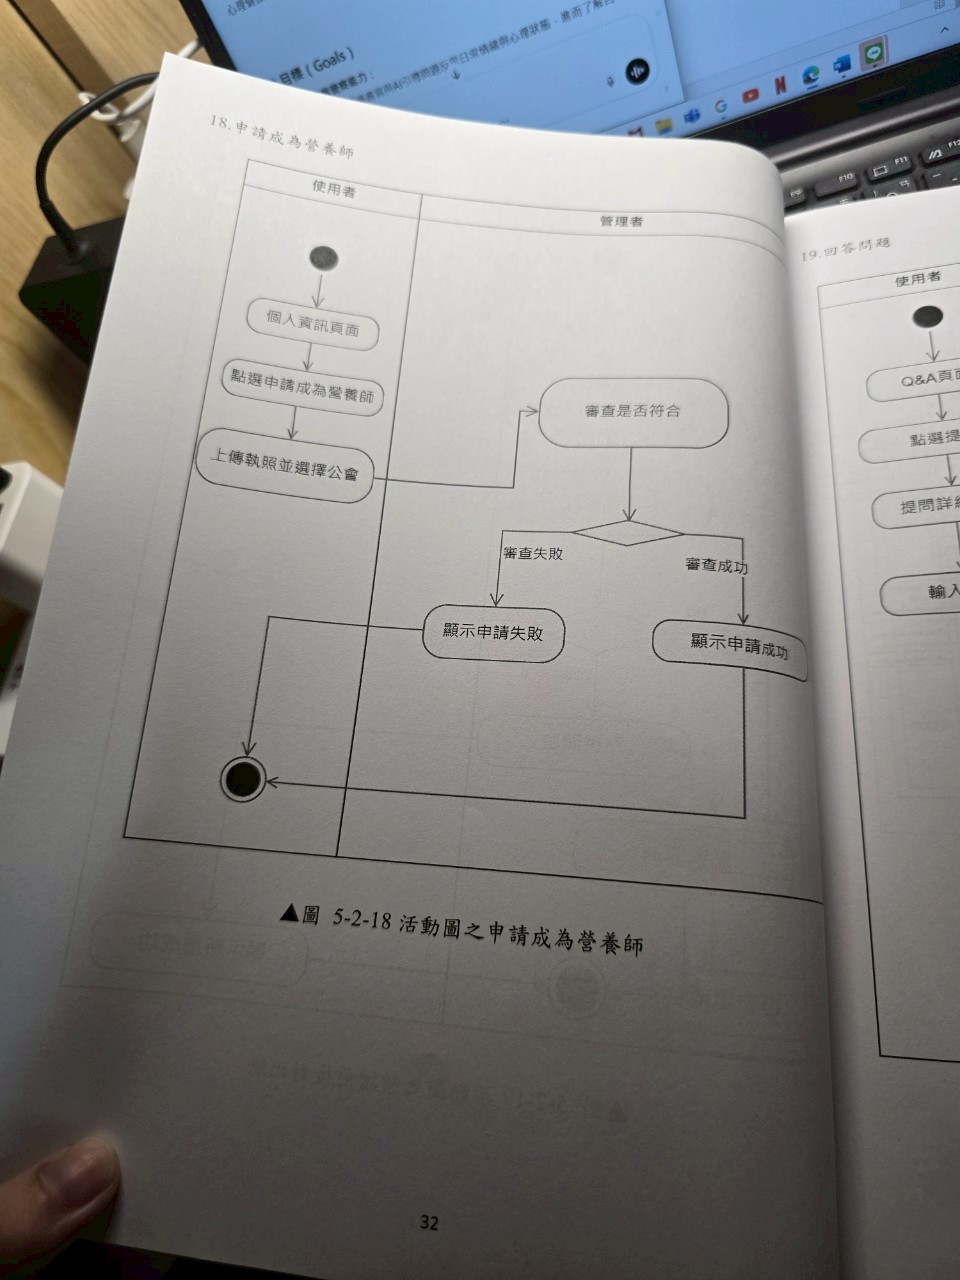 目標 ( Goals )
18.申請成為營養師
使用者
管理者
個人資訊頁面
點選申請成為營養師
上傳執照並選擇公會
審查是否符合
審查失敗
審查成功
顯示申請失敗
顯示申請成功
▲圖 5-2-18 活動圖之申請成為營養師
32
19.回答問題
使用者
Q&A頁面
點選提
提問詳細
輸入
F10
F11
F12